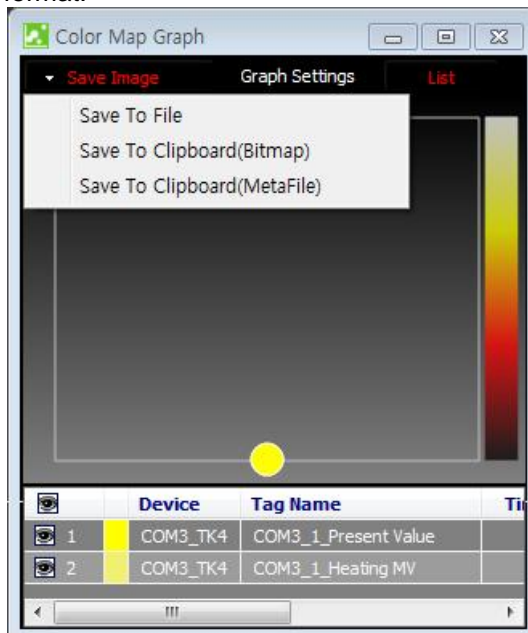 format.
Color Map Graph
Save Image Graph Settings List
Save To File
Save To Clipboard(Bitmap)
Save To Clipboard(MetaFile)
Device Tag Name
1 COM3_TK4 COM3_1_Present Value
2 COM3_TK4 COM3_1_Heating MV